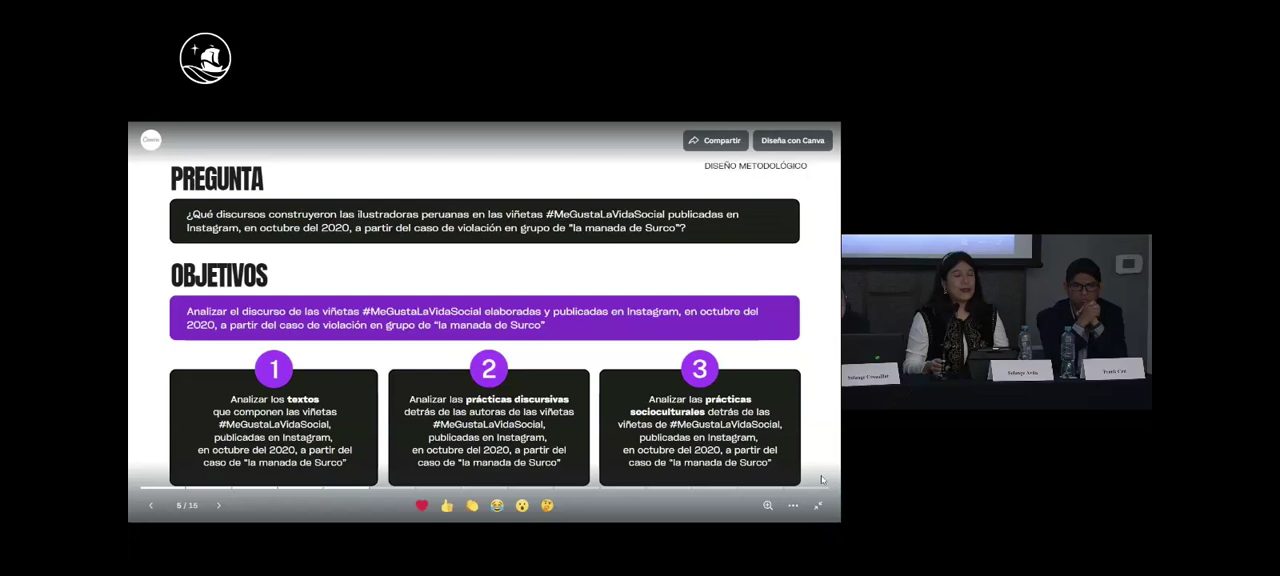 Canva
Compartir
Diseña con Canva
DISEÑO METODOLÓGICO
PREGUNTA
¿Qué discursos construyeron las ilustradoras peruanas en las viñetas #MeGustaLaVidaSocial publicadas en
Instagram, en octubre del 2020, a partir del caso de violación en grupo de “la manada de Surco”?
OBJETIVOS
Analizar el discurso de las viñetas #MeGustaLaVidaSocial elaboradas y publicadas en Instagram, en octubre del
2020, a partir del caso de violación en grupo de “la manada de Surco”
1
Analizar los textos
que componen las viñetas
#MeGustaLaVidaSocial,
publicadas en Instagram,
en octubre del 2020, a partir del
caso de “la manada de Surco”
2
Analizar las prácticas discursivas
detrás de las autoras de las viñetas
#MeGustaLaVidaSocial,
publicadas en Instagram,
en octubre del 2020, a partir del
caso de “la manada de Surco”
3
Analizar las prácticas
socioculturales detrás de las
viñetas de #MeGustaLaVidaSocial,
publicadas en Instagram,
en octubre del 2020, a partir del
caso de “la manada de Surco”
5 / 15
Solange
Solange Avila